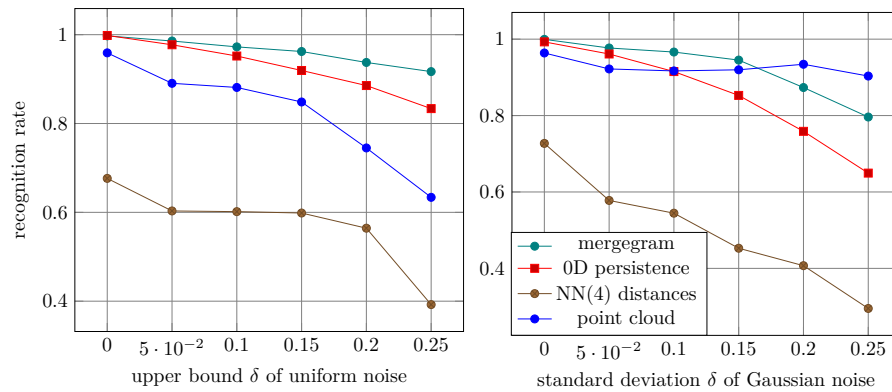 recognition rate
1
0.8
0.6
0.4
0
5 · 10⁻²
0.1
0.15
0.2
0.25
upper bound δ of uniform noise
1
0.8
0.6
0.4
mergegram
0D persistence
NN(4) distances
point cloud
0
5 · 10⁻²
0.1
0.15
0.2
0.25
standard deviation δ of Gaussian noise